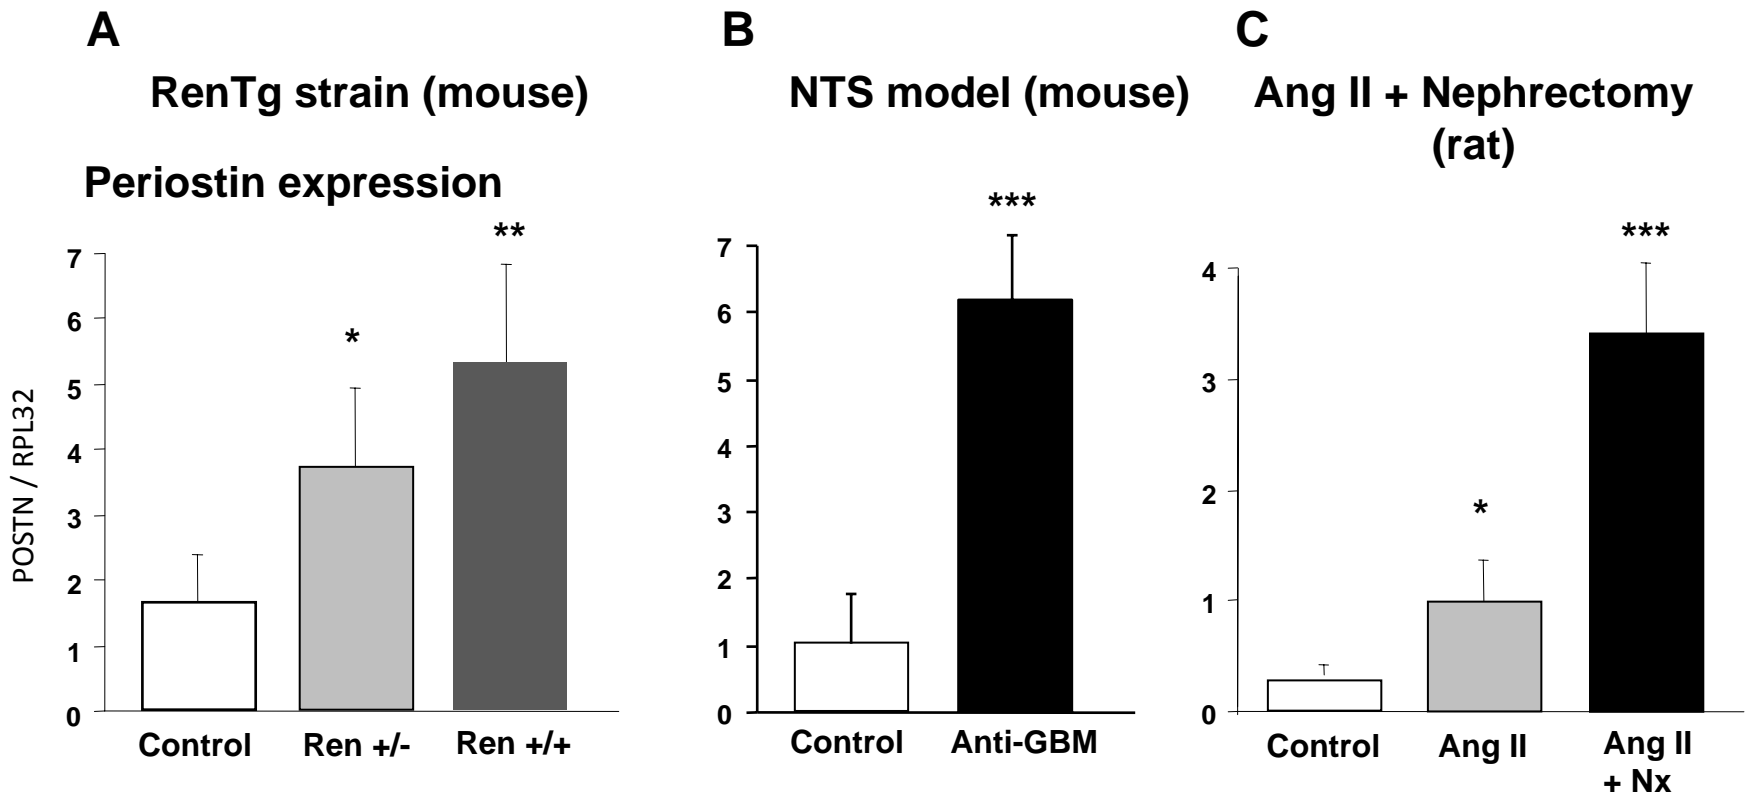 A
RenTg strain (mouse)
Periostin expression
POSTN / RPL32
7
6
5
4
3
2
1
0
*
**
Control
Ren +/-
Ren +/+
B
NTS model (mouse)
7
6
5
4
3
2
1
0
***
Control
Anti-GBM
C
Ang II + Nephrectomy
(rat)
4
3
2
1
0
*
***
Control
Ang II
Ang II
+ Nx